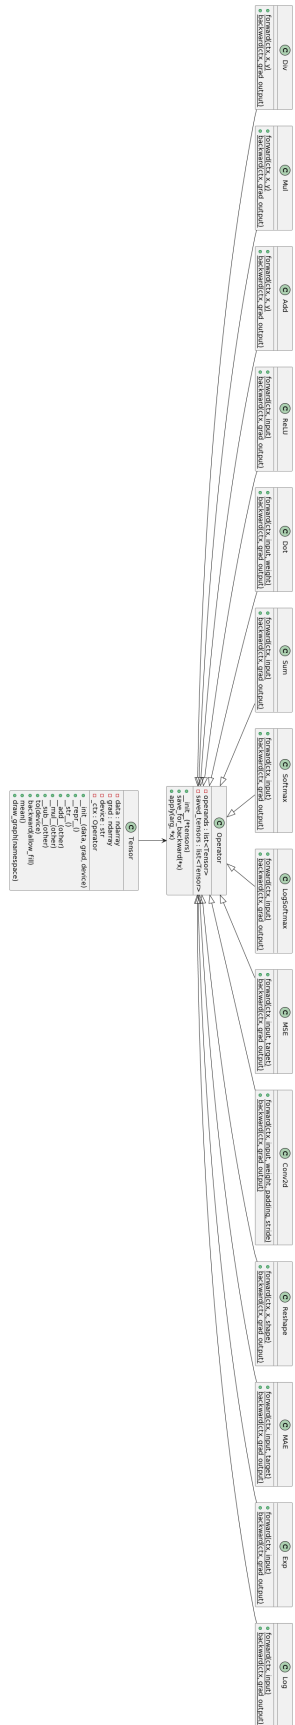 C Div
forward(ctx, x, y)
backward(ctx, grad_output)
C Mul
forward(ctx, x, y)
backward(ctx, grad_output)
C Add
forward(ctx, x, y)
backward(ctx, grad_output)
C ReLU
forward(ctx, input)
backward(ctx, grad_output)
C Dot
forward(ctx, input, weight)
backward(ctx, grad_output)
C Sum
forward(ctx, input)
backward(ctx, grad_output)
C Softmax
forward(ctx, input)
backward(ctx, grad_output)
C LogSoftmax
forward(ctx, input)
backward(ctx, grad_output)
C MSE
forward(ctx, input, target)
backward(ctx, grad_output)
C Conv2d
forward(ctx, input, weight, padding, stride)
backward(ctx, grad_output)
C Reshape
forward(ctx, x, shape)
backward(ctx, grad_output)
C MAE
forward(ctx, input, target)
backward(ctx, grad_output)
C Exp
forward(ctx, input)
backward(ctx, grad_output)
C Log
forward(ctx, input)
backward(ctx, grad_output)
C Operator
operands : list<Tensor>
saved_tensors : list<Tensor>
__init__(*tensors)
save_for_backward(*x)
apply(arg, *x)
C Tensor
data : ndarray
grad : ndarray
device : str
_ctx : Operator
__init__(data, grad, device)
__repr__()
__str__()
__add__(other)
__mul__(other)
__sub__(other)
to(device)
backward(allow_fill)
mean()
draw_graph(namespace)